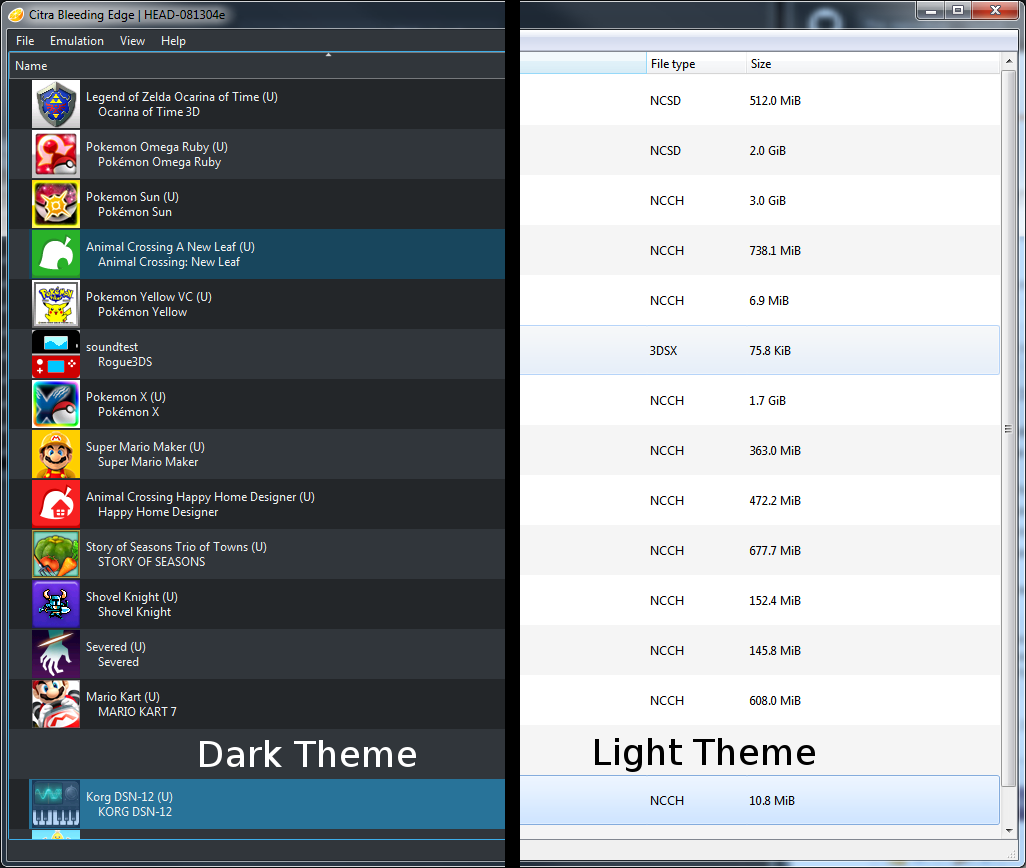 Citra Bleeding Edge | HEAD-081304e
File Emulation View Help
Name File type Size
Legend of Zelda Ocarina of Time (U)
Ocarina of Time 3D
NCSD 512.0 MiB
Pokemon Omega Ruby (U)
Pokémon Omega Ruby
NCSD 2.0 GiB
Pokemon Sun (U)
Pokémon Sun
NCCH 3.0 GiB
Animal Crossing A New Leaf (U)
Animal Crossing: New Leaf
NCCH 738.1 MiB
Pokemon Yellow VC (U)
Pokémon Yellow
NCCH 6.9 MiB
soundtest
Rogue3DS
3DSX 75.8 KiB
Pokemon X (U)
Pokémon X
NCCH 1.7 GiB
Super Mario Maker (U)
Super Mario Maker
NCCH 363.0 MiB
Animal Crossing Happy Home Designer (U)
Happy Home Designer
NCCH 472.2 MiB
Story of Seasons Trio of Towns (U)
STORY OF SEASONS
NCCH 677.7 MiB
Shovel Knight (U)
Shovel Knight
NCCH 152.4 MiB
Severed (U)
Severed
NCCH 145.8 MiB
Mario Kart (U)
MARIO KART 7
NCCH 608.0 MiB
Dark Theme Light Theme
Korg DSN-12 (U)
KORG DSN-12
NCCH 10.8 MiB